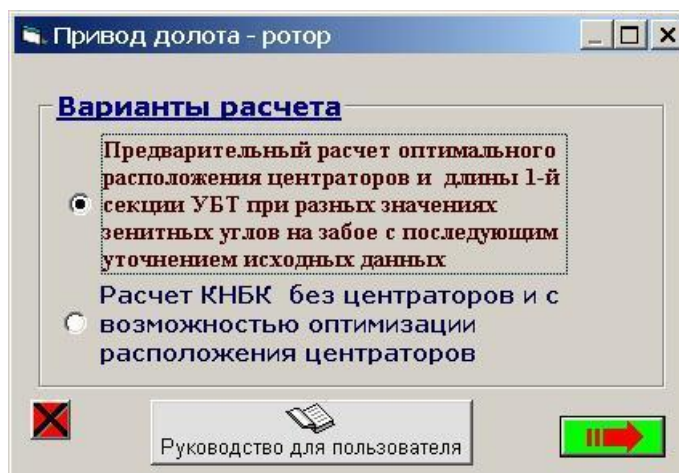 Привод долота - ротор
Варианты расчета
Предварительный расчет оптимального
расположения центраторов и длины 1-й
секции УБТ при разных значениях
зенитных углов на забое с последующим
уточнением исходных данных
Расчет КНБК без центраторов и с
возможностью оптимизации
расположения центраторов
Руководство для пользователя